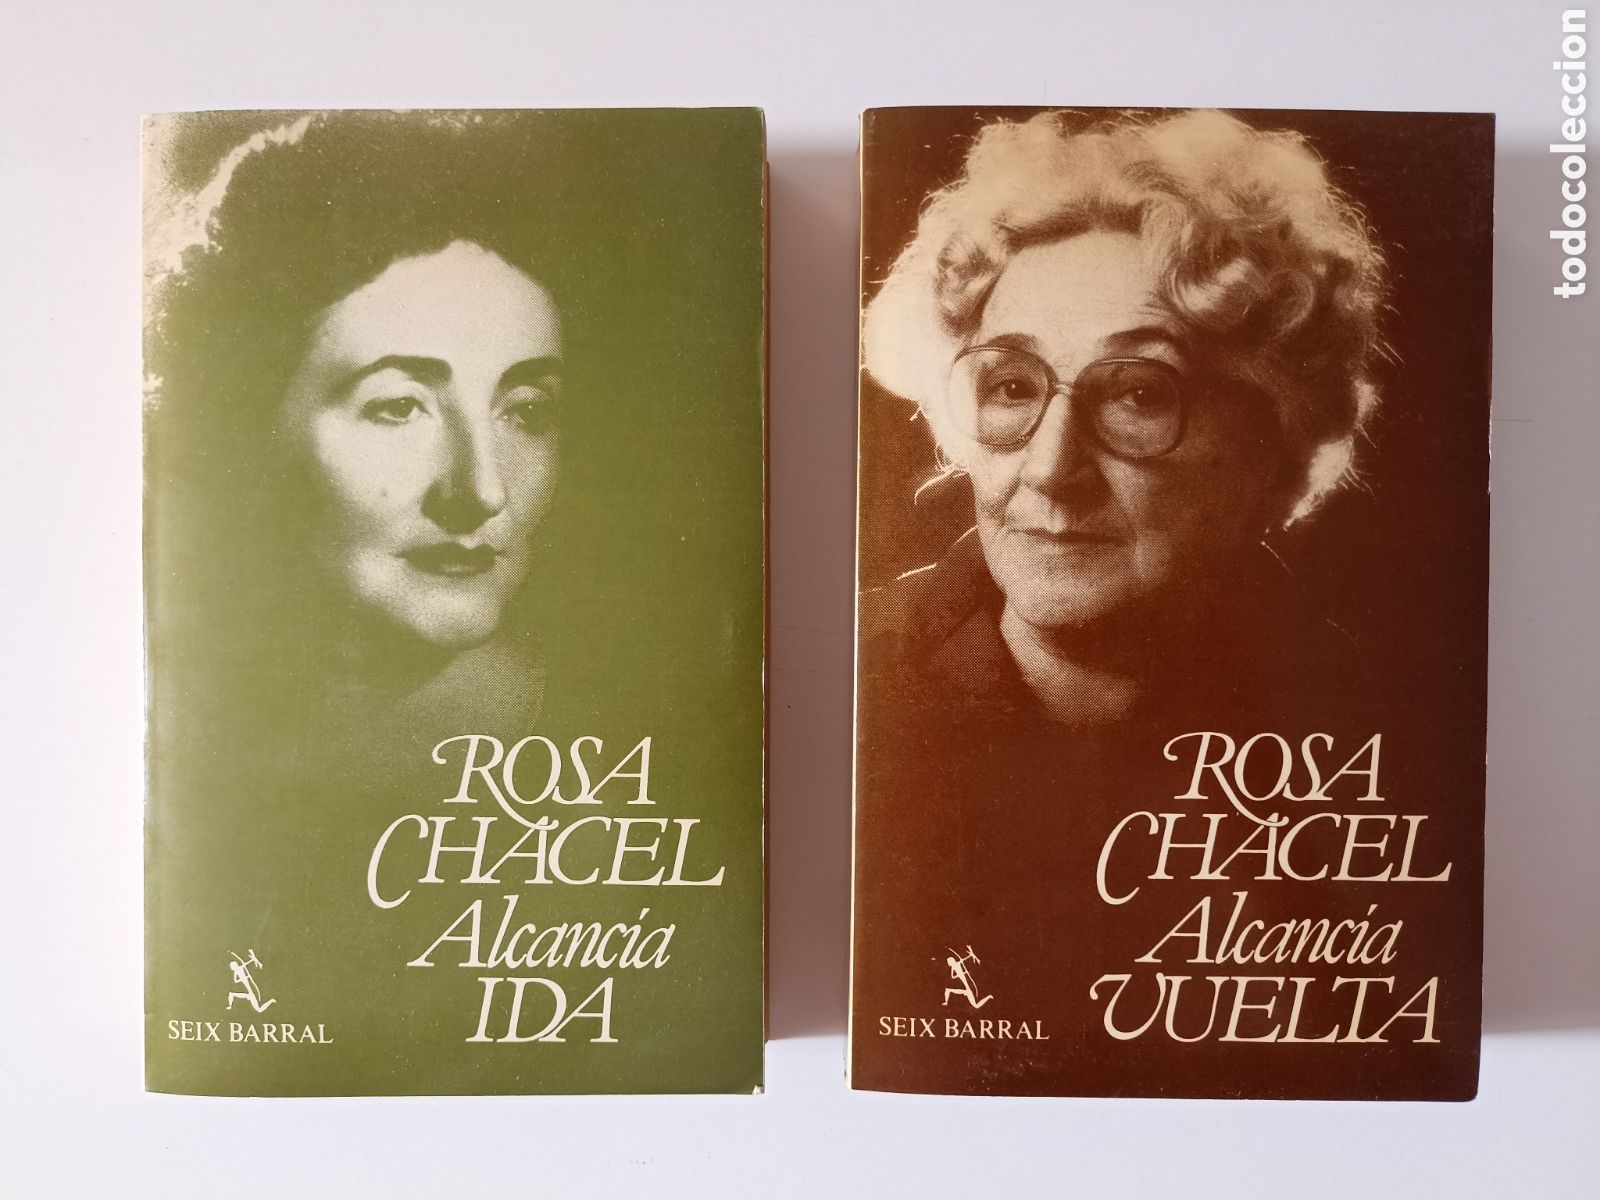 ROSA
CHACEL
Alcancía
IDA
SEIX BARRAL
ROSA
CHACEL
Alcancía
VUELTA
SEIX BARRAL
todocoleccion